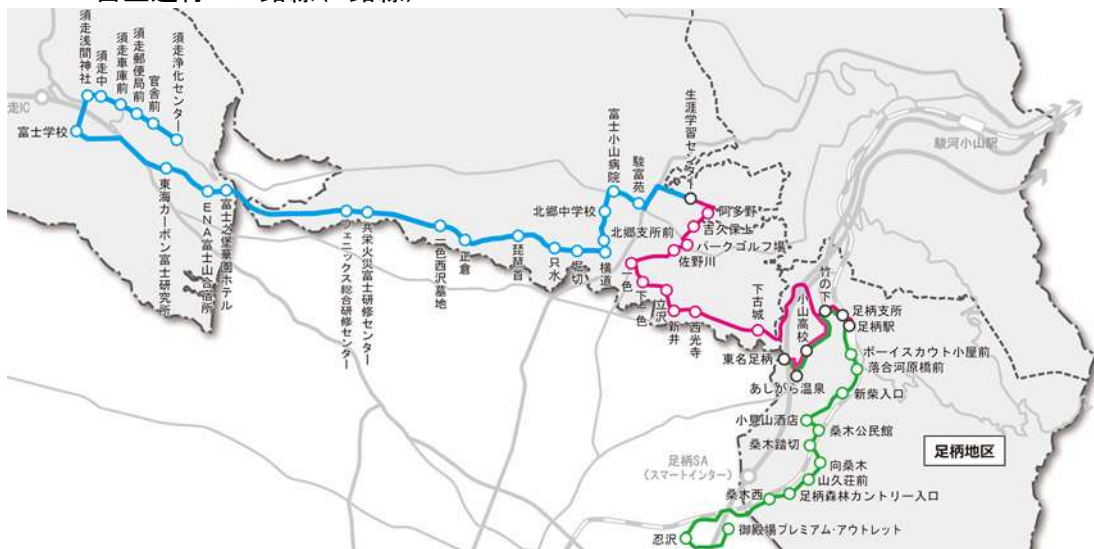 須走浅間神社
須走中
須走車庫前
須走郵便局前
官舎前
須走浄化センター
走IC
富士学校
東海カーボン富士研究所
ENA富士山合宿所
富士之保華園ホテル
フェニックス総合研修センター
共栄火災富士研修センター
一色西沢墓地
正倉
琵琶首
只水
堀切
横道
北郷支所前
北郷中学校
富士小山病院
駿富苑
生涯学習センター
阿多野
吉久保上
パークゴルフ場
佐野川
一色
下一色
立沢
新井
西光寺
下古城
東名足柄
あしがら温泉
小山高校
竹の下
足柄支所
足柄駅
駿河小山駅
ボーイスカウト小屋前
落合河原橋前
新柴入口
小見山酒店
桑木公民館
桑木踏切
向桑木
山久荘前
足柄森林カントリー入口
桑木西
御殿場プレミアム・アウトレット
忍沢
足柄SA
(スマートインター)
足柄地区